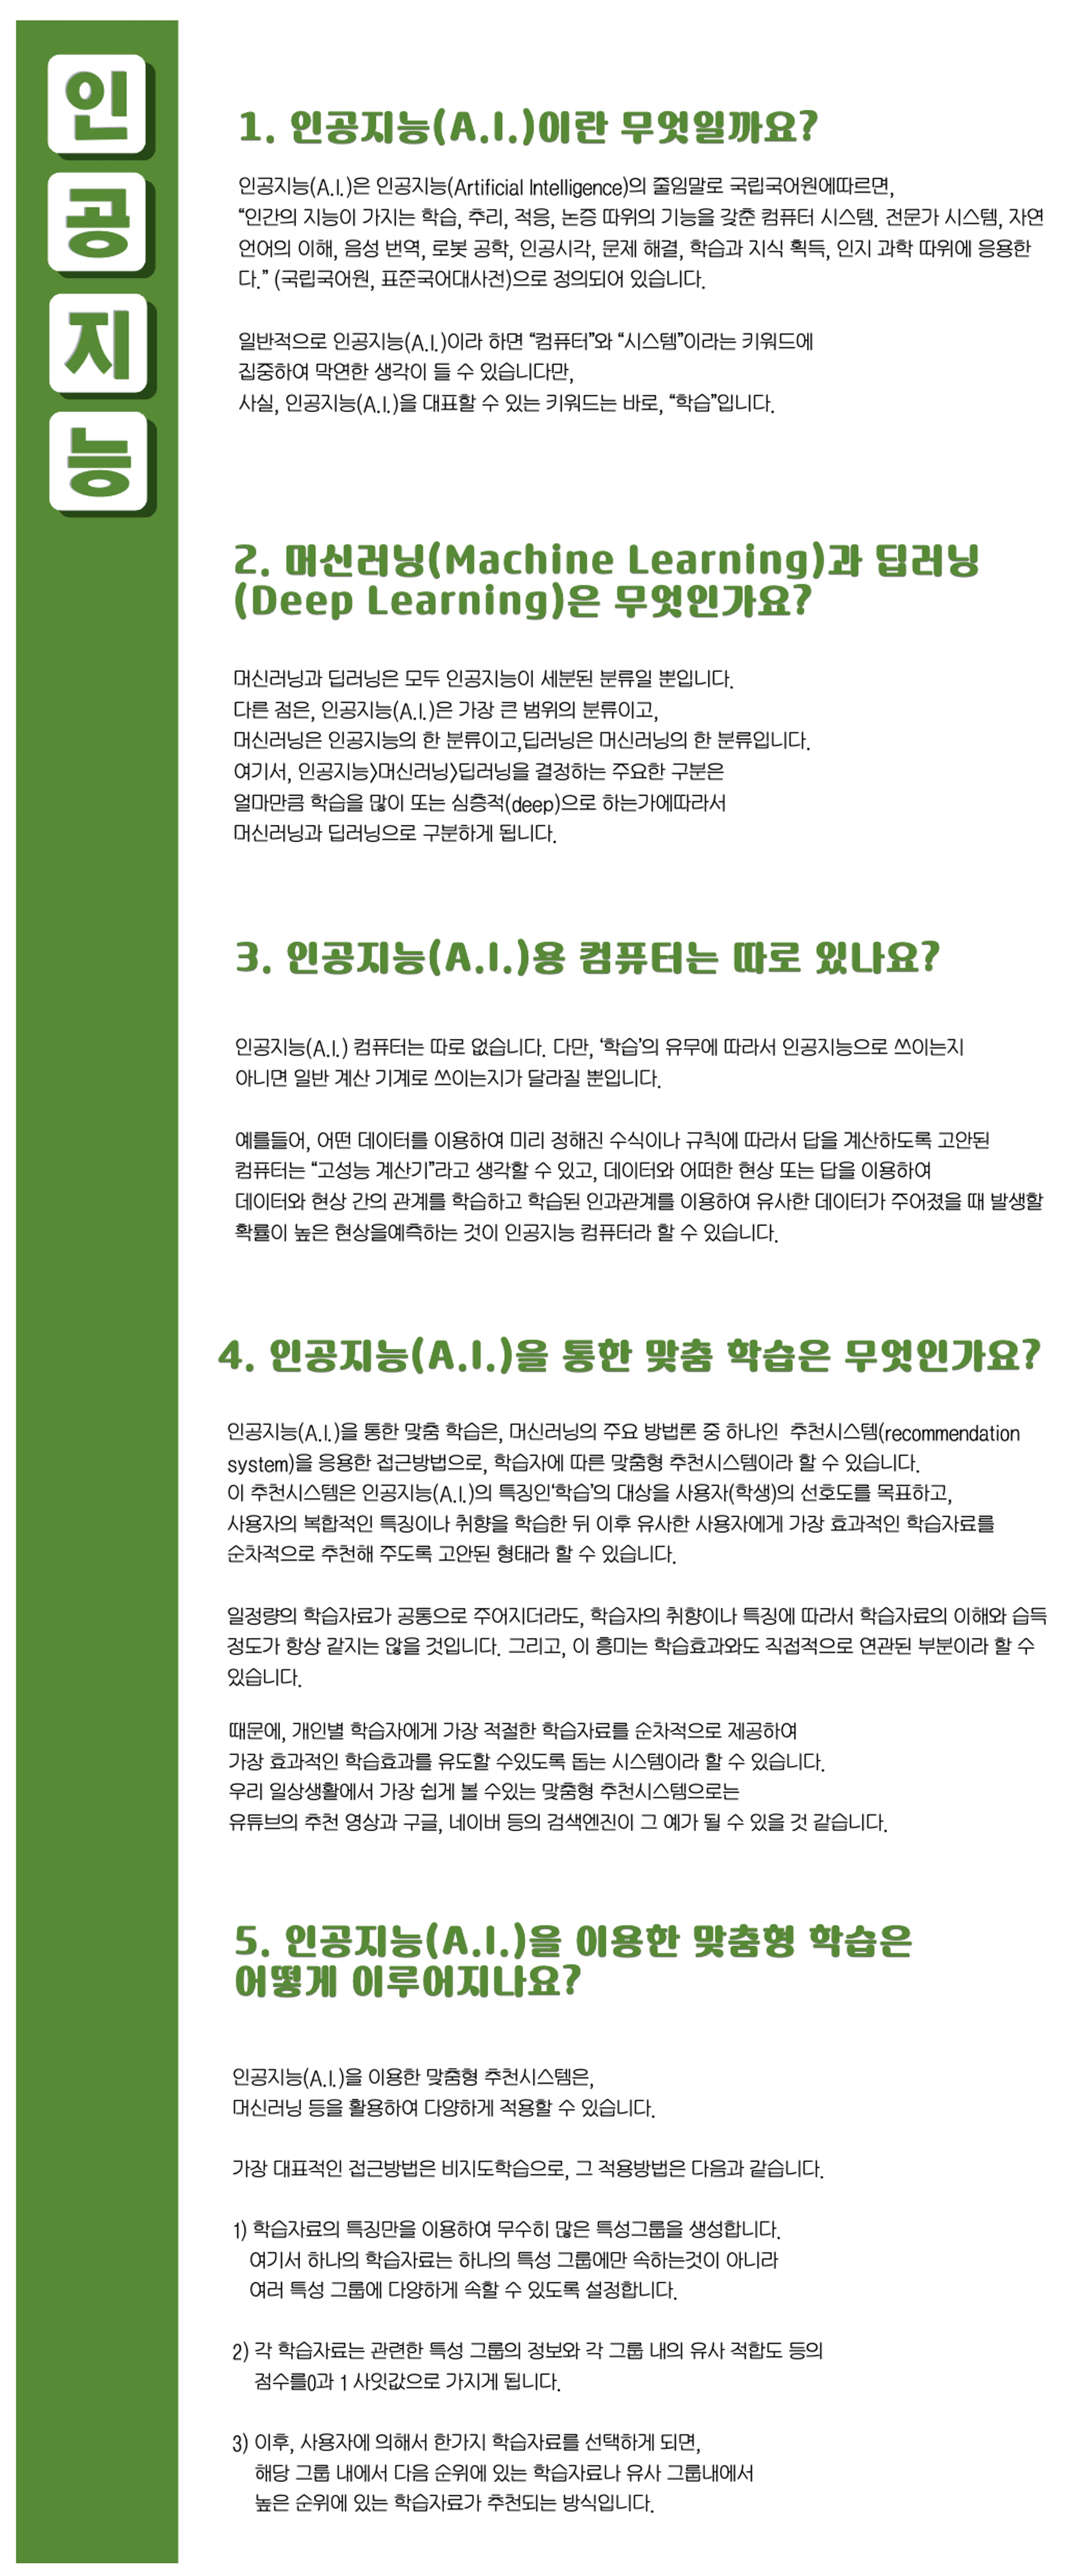 인
공
지
능
1. 인공지능(A.I.)이란 무엇일까요?
인공지능(A.I.)은 인공지능(Artificial Intelligence)의 줄임말로 국립국어원에따르면,
“인간의 지능이 가지는 학습, 추리, 적응, 논증 따위의 기능을 갖춘 컴퓨터 시스템. 전문가 시스템, 자연
언어의 이해, 음성 번역, 로봇 공학, 인공시각, 문제 해결, 학습과 지식 획득, 인지 과학 따위에 응용한
다.” (국립국어원, 표준국어대사전)으로 정의되어 있습니다.
일반적으로 인공지능(A.I.)이라 하면 “컴퓨터”와 “시스템”이라는 키워드에
집중하여 막연한 생각이 들 수 있습니다만,
사실, 인공지능(A.I.)을 대표할 수 있는 키워드는 바로, “학습”입니다.
2. 머신러닝(Machine Learning)과 딥러닝
(Deep Learning)은 무엇인가요?
머신러닝과 딥러닝은 모두 인공지능이 세분된 분류일 뿐입니다.
다른 점은, 인공지능(A.I.)은 가장 큰 범위의 분류이고,
머신러닝은 인공지능의 한 분류이고,딥러닝은 머신러닝의 한 분류입니다.
여기서, 인공지능>머신러닝>딥러닝을 결정하는 주요한 구분은
얼마만큼 학습을 많이 또는 심층적(deep)으로 하는가에따라서
머신러닝과 딥러닝으로 구분하게 됩니다.
3. 인공지능(A.I.)용 컴퓨터는 따로 있나요?
인공지능(A.I.) 컴퓨터는 따로 없습니다. 다만, ‘학습’의 유무에 따라서 인공지능으로 쓰이는지
아니면 일반 계산 기계로 쓰이는지가 달라질 뿐입니다.
예를들어, 어떤 데이터를 이용하여 미리 정해진 수식이나 규칙에 따라서 답을 계산하도록 고안된
컴퓨터는 “고성능 계산기”라고 생각할 수 있고, 데이터와 어떠한 현상 또는 답을 이용하여
데이터와 현상 간의 관계를 학습하고 학습된 인과관계를 이용하여 유사한 데이터가 주어졌을 때 발생할
확률이 높은 현상을예측하는 것이 인공지능 컴퓨터라 할 수 있습니다.
4. 인공지능(A.I.)을 통한 맞춤 학습은 무엇인가요?
인공지능(A.I.)을 통한 맞춤 학습은, 머신러닝의 주요 방법론 중 하나인 추천시스템(recommendation
system)을 응용한 접근방법으로, 학습자에 따른 맞춤형 추천시스템이라 할 수 있습니다.
이 추천시스템은 인공지능(A.I.)의 특징인‘학습’의 대상을 사용자(학생)의 선호도를 목표하고,
사용자의 복합적인 특징이나 취향을 학습한 뒤 이후 유사한 사용자에게 가장 효과적인 학습자료를
순차적으로 추천해 주도록 고안된 형태라 할 수 있습니다.
일정량의 학습자료가 공통으로 주어지더라도, 학습자의 취향이나 특징에 따라서 학습자료의 이해와 습득
정도가 항상 같지는 않을 것입니다. 그리고, 이 흥미는 학습효과와도 직접적으로 연관된 부분이라 할 수
있습니다.
때문에, 개인별 학습자에게 가장 적절한 학습자료를 순차적으로 제공하여
가장 효과적인 학습효과를 유도할 수있도록 돕는 시스템이라 할 수 있습니다.
우리 일상생활에서 가장 쉽게 볼 수있는 맞춤형 추천시스템으로는
유튜브의 추천 영상과 구글, 네이버 등의 검색엔진이 그 예가 될 수 있을 것 같습니다.
5. 인공지능(A.I.)을 이용한 맞춤형 학습은
어떻게 이루어지나요?
인공지능(A.I.)을 이용한 맞춤형 추천시스템은,
머신러닝 등을 활용하여 다양하게 적용할 수 있습니다.
가장 대표적인 접근방법은 비지도학습으로, 그 적용방법은 다음과 같습니다.
1) 학습자료의 특징만을 이용하여 무수히 많은 특성그룹을 생성합니다.
여기서 하나의 학습자료는 하나의 특성 그룹에만 속하는것이 아니라
여러 특성 그룹에 다양하게 속할 수 있도록 설정합니다.
2) 각 학습자료는 관련한 특성 그룹의 정보와 각 그룹 내의 유사 적합도 등의
점수를0과 1 사잇값으로 가지게 됩니다.
3) 이후, 사용자에 의해서 한가지 학습자료를 선택하게 되면,
해당 그룹 내에서 다음 순위에 있는 학습자료나 유사 그룹내에서
높은 순위에 있는 학습자료가 추천되는 방식입니다.